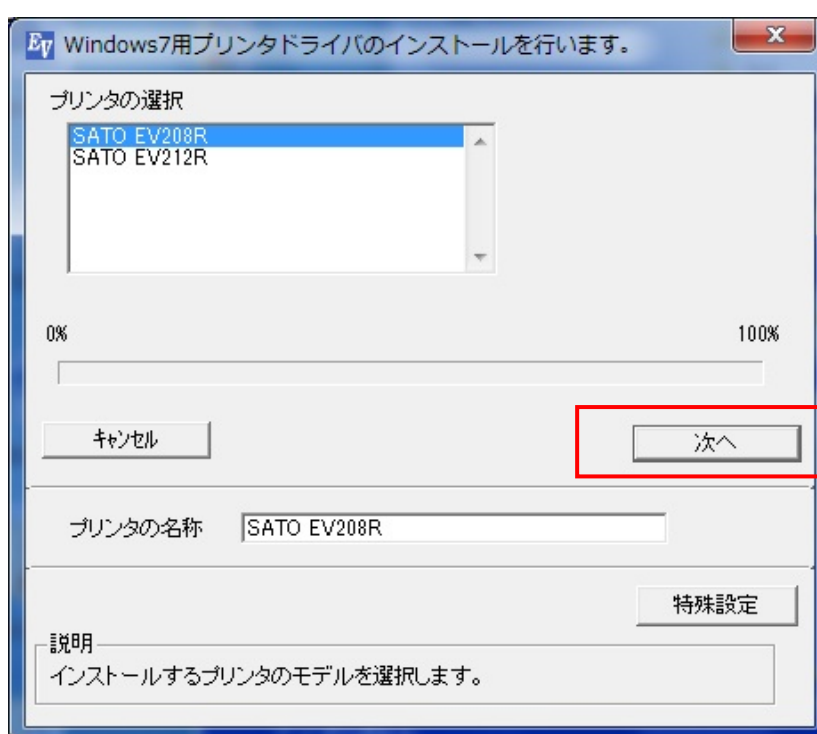 EV Windows7用プリンタドライバのインストールを行います。
プリンタの選択
SATO EV208R
SATO EV212R
0% 100%
キャンセル 次へ
プリンタの名称 SATO EV208R
特殊設定
説明
インストールするプリンタのモデルを選択します。